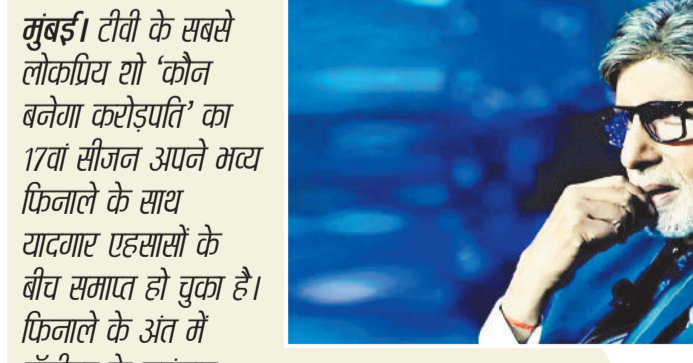 मुंबई। टीवी के सबसे
लोकप्रिय शो ‘कौन
बनेगा करोड़पति’ का
17वां सीजन अपने भव्य
फिनाले के साथ
यादगार एहसासों के
बीच समाप्त हो चुका है।
फिनाले के अंत में